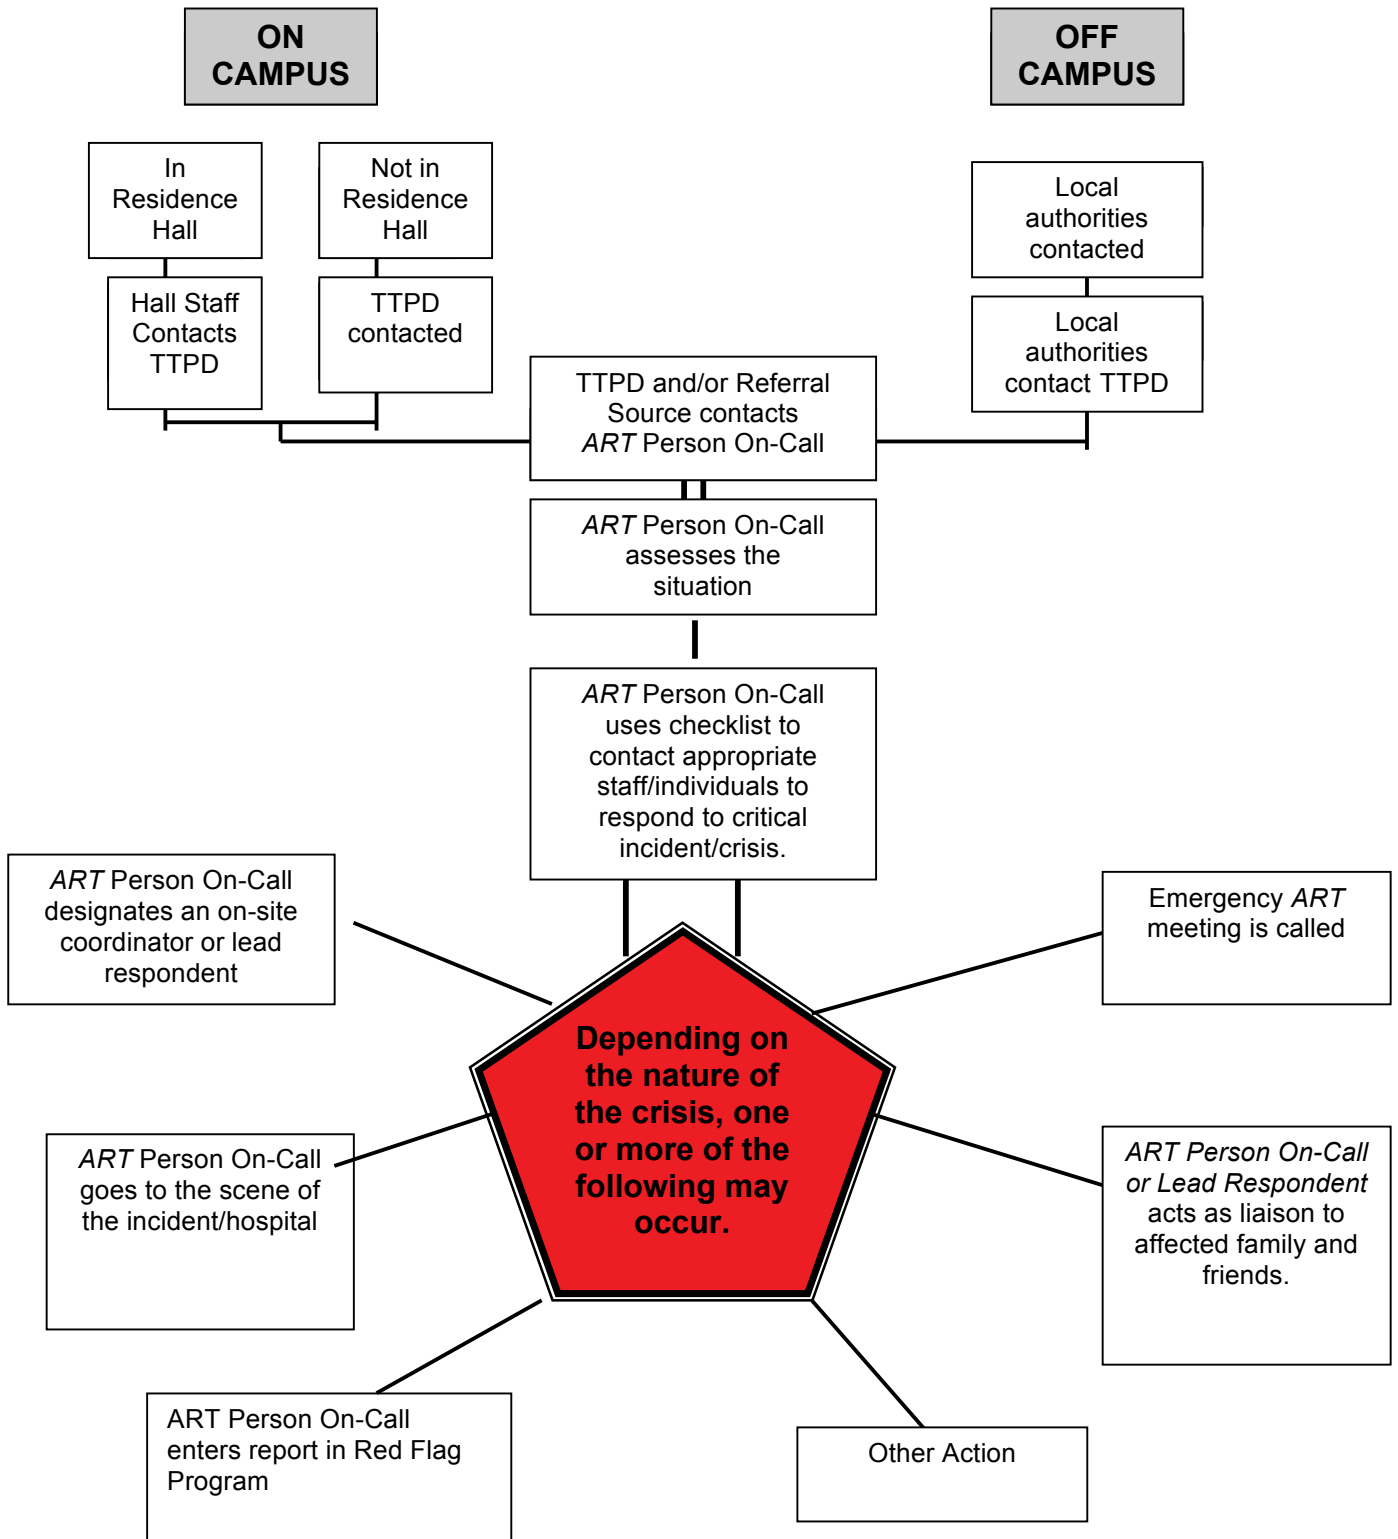 ON
CAMPUS
OFF
CAMPUS
In
Residence
Hall
Not in
Residence
Hall
Local
authorities
contacted
Hall Staff
Contacts
TTPD
TTPD
contacted
Local
authorities
contact TTPD
TTPD and/or Referral
Source contacts
ART Person On-Call
ART Person On-Call
assesses the
situation
ART Person On-Call
uses checklist to
contact appropriate
staff/individuals to
respond to critical
incident/crisis.
ART Person On-Call
designates an on-site
coordinator or lead
respondent
Emergency ART
meeting is called
Depending on
the nature of
the crisis, one
or more of the
following may
occur.
ART Person On-Call
goes to the scene of
the incident/hospital
ART Person On-Call
or Lead Respondent
acts as liaison to
affected family and
friends.
ART Person On-Call
enters report in Red Flag
Program
Other Action